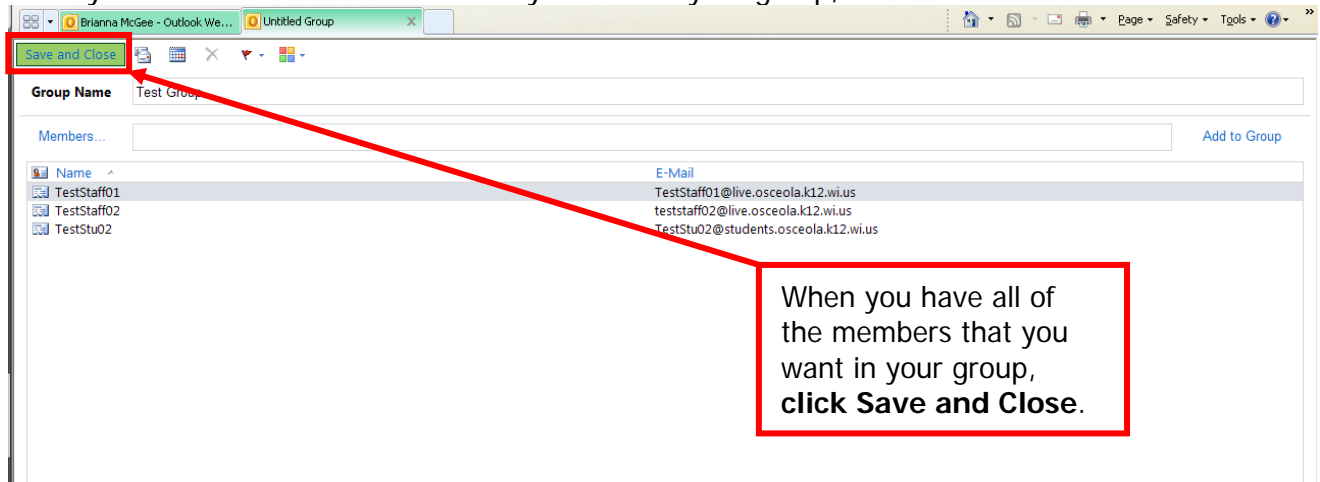 Brianna McGee - Outlook We...
Untitled Group
Page
Safety
Tools
»
Save and Close
Group Name
Test Group
Members...
Add to Group
Name
E-Mail
TestStaff01
TestStaff01@live.osceola.k12.wi.us
TestStaff02
teststaff02@live.osceola.k12.wi.us
TestStu02
TestStu02@students.osceola.k12.wi.us
When you have all of
the members that you
want in your group,
click Save and Close.